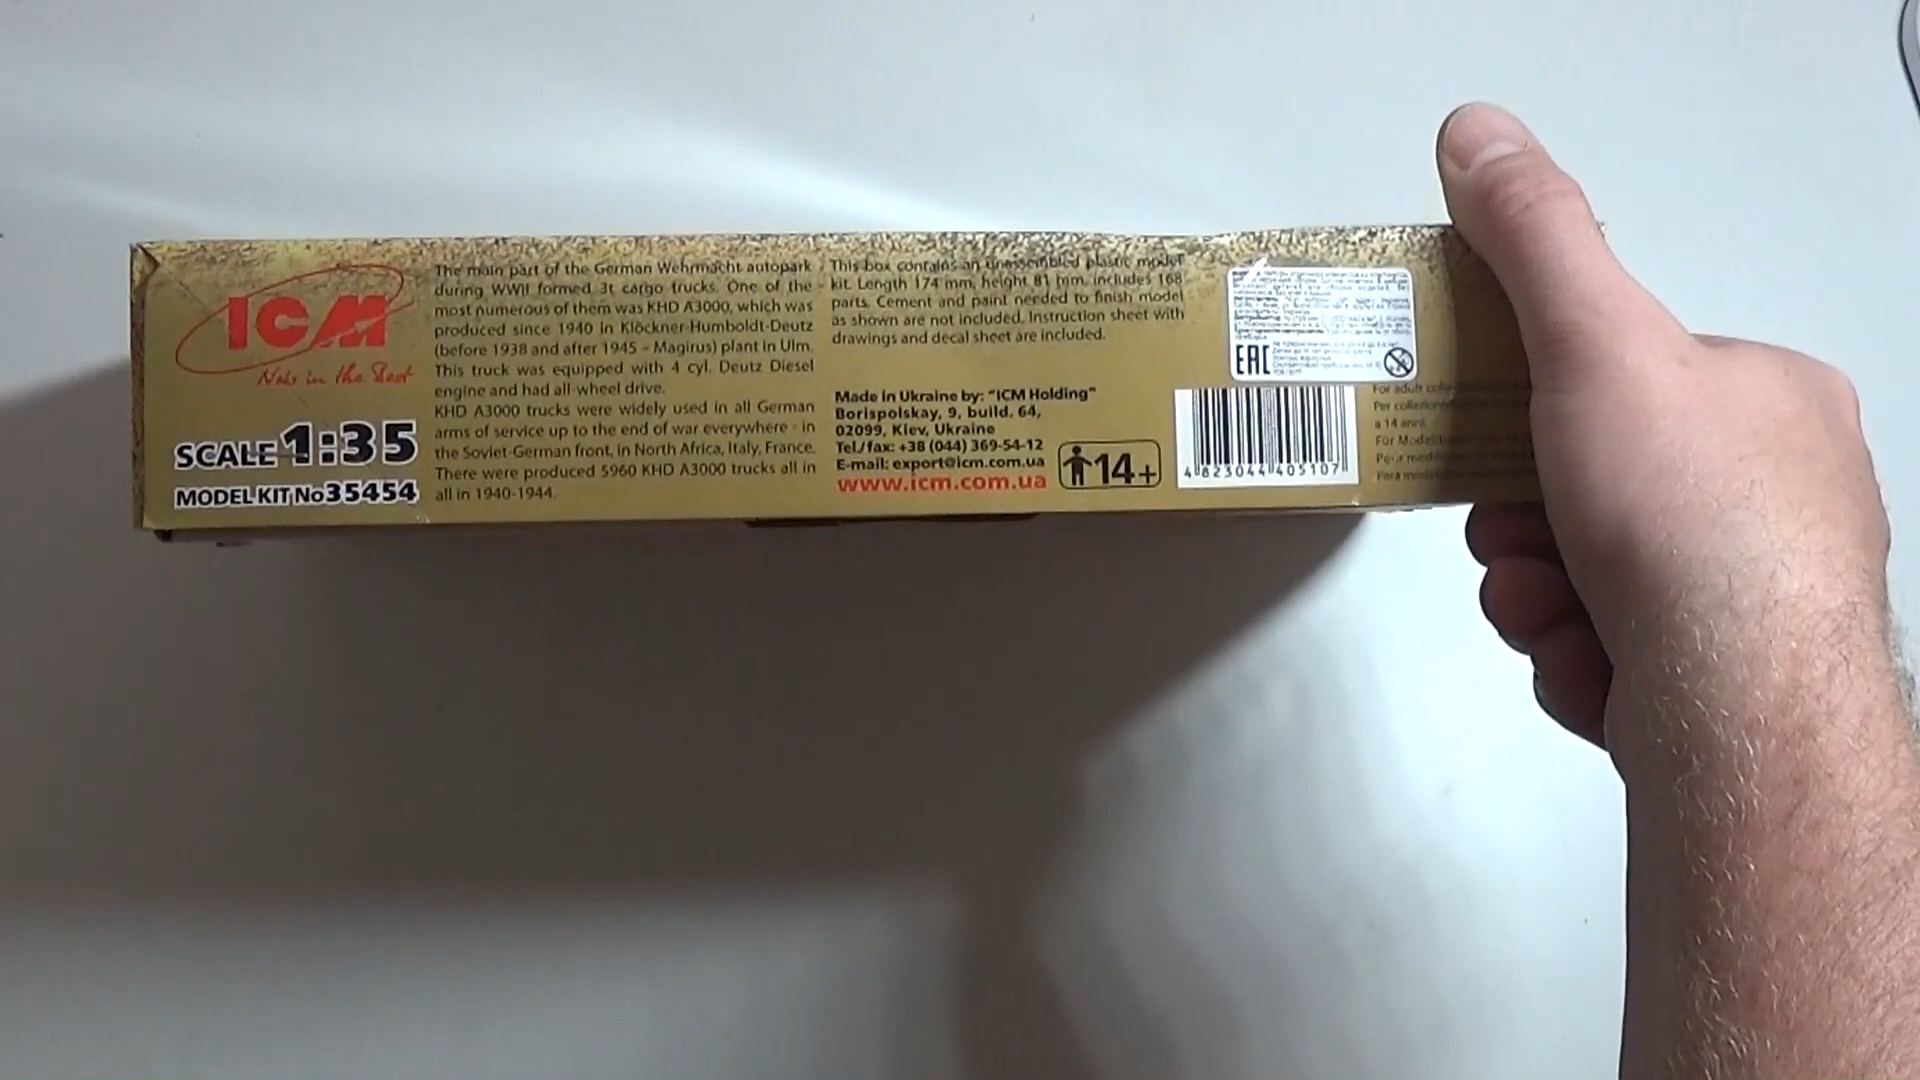 ICM
SCALE 1:35
MODEL KIT No35454
The main part of the German Wehrmacht autopark
during WWII formed 3t cargo trucks. One of the
most numerous of them was KHD A3000, which was
produced since 1940 in Klöckner-Humboldt-Deutz
(before 1938 and after 1945 – Magirus) plant in Ulm.
This truck was equipped with 4 cyl. Deutz Diesel
engine and had all-wheel drive.
KHD A3000 trucks were widely used in all German
arms of service up to the end of war everywhere - in
the Soviet-German front, in North Africa, Italy, France.
There were produced 5960 KHD A3000 trucks all in
all in 1940-1944.
This box contains an unassembled plastic model
kit. Length 174 mm, height 81 mm, includes 168
parts. Cement and paint needed to finish model
as shown are not included. Instruction sheet with
drawings and decal sheet are included.
Made in Ukraine by: "ICM Holding"
Borispolskay, 9, build. 64,
02099, Kiev, Ukraine
Tel./fax: +38 (044) 369-54-12
E-mail: export@icm.com.ua
www.icm.com.ua
14+
EAC
4 823044 405107
For adult
Per
a 14 anni.
Für
Pour
Para